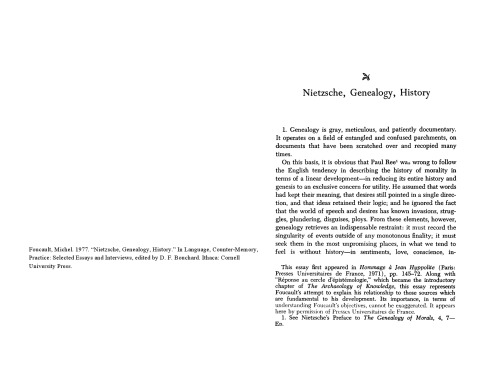 Foucault, Michel. 1977. "Nietzsche, Genealogy, History." In Language, Counter-Memory,
Practice: Selected Essays and Interviews, edited by D. F. Bouchard. Ithaca: Cornell
University Press.
Nietzsche, Genealogy, History
1. Genealogy is gray, meticulous, and patiently documentary.
It operates on a field of entangled and confused parchments, on
documents that have been scratched over and recopied many
times.
On this basis, it is obvious that Paul Ree¹ was wrong to follow
the English tendency in describing the history of morality in
terms of a linear development—in reducing its entire history and
genesis to an exclusive concern for utility. He assumed that words
had kept their meaning, that desires still pointed in a single direc-
tion, and that ideas retained their logic; and he ignored the fact
that the world of speech and desires has known invasions, strug-
gles, plundering, disguises, ploys. From these elements, however,
genealogy retrieves an indispensable restraint: it must record the
singularity of events outside of any monotonous finality; it must
seek them in the most unpromising places, in what we tend to
feel is without history—in sentiments, love, conscience, in-
This essay first appeared in Hommage à Jean Hyppolite (Paris:
Presses Universitaires de France, 1971), pp. 145–72. Along with
"Réponse au cercle d'épistémologie," which became the introductory
chapter of The Archaeology of Knowledge, this essay represents
Foucault's attempt to explain his relationship to those sources which
are fundamental to his development. Its importance, in terms of
understanding Foucault's objectives, cannot be exaggerated. It appears
here by permission of Presses Universitaires de France.
1. See Nietzsche's Preface to The Genealogy of Morals, 4, 7—
Ed.